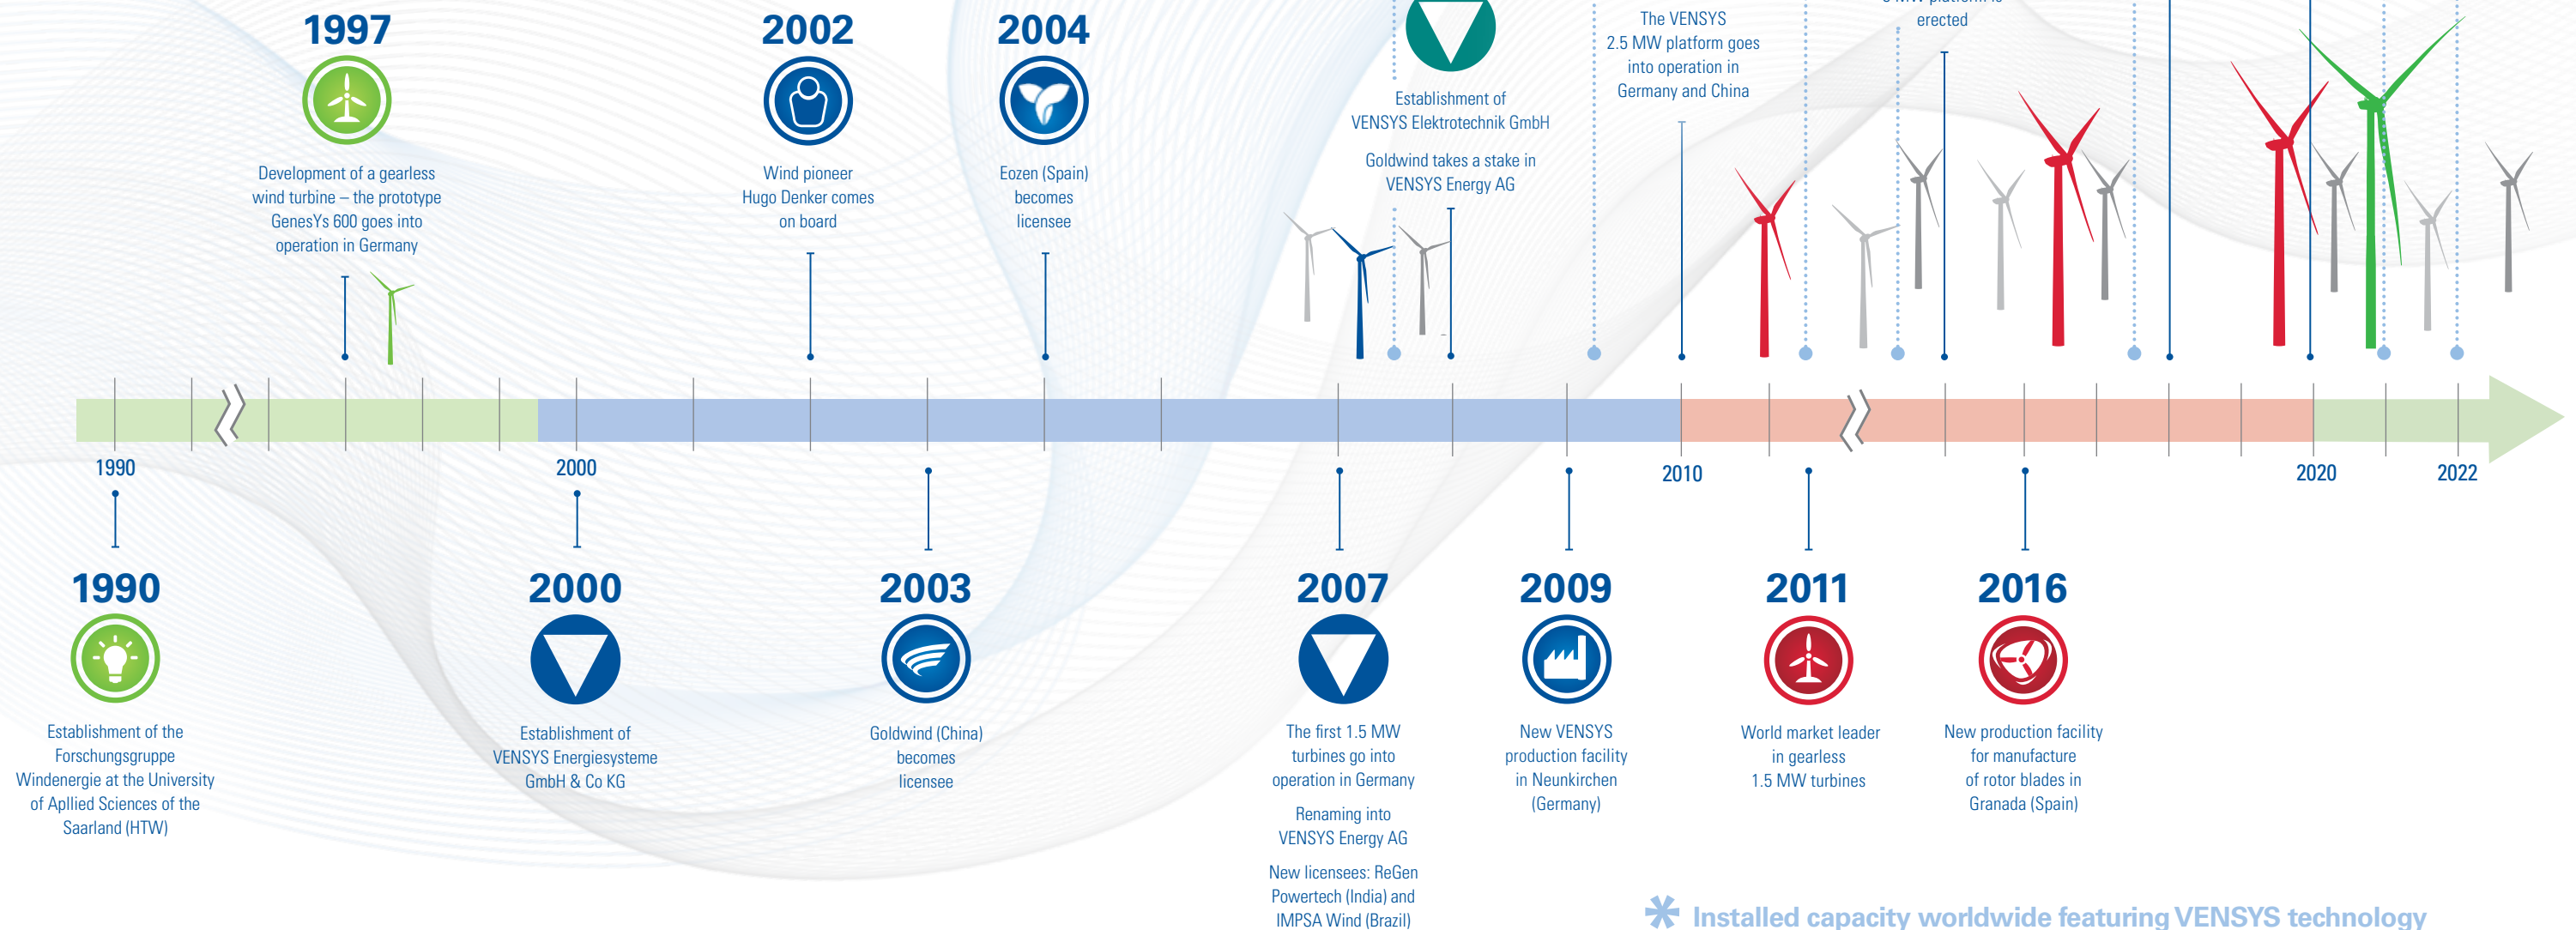 1997
Development of a gearless
wind turbine – the prototype
GenesYs 600 goes into
operation in Germany
2002
Wind pioneer
Hugo Denker comes
on board
2004
Eozen (Spain)
becomes
licensee
Establishment of
VENSYS Elektrotechnik GmbH
Goldwind takes a stake in
VENSYS Energy AG
The VENSYS
2.5 MW platform goes
into operation in
Germany and China
MW platform is
erected
1990
2000
2010
2020
2022
1990
Establishment of the
Forschungsgruppe
Windenergie at the University
of Apllied Sciences of the
Saarland (HTW)
2000
Establishment of
VENSYS Energiesysteme
GmbH & Co KG
2003
Goldwind (China)
becomes
licensee
2007
The first 1.5 MW
turbines go into
operation in Germany
Renaming into
VENSYS Energy AG
New licensees: ReGen
Powertech (India) and
IMPSA Wind (Brazil)
2009
New VENSYS
production facility
in Neunkirchen
(Germany)
2011
World market leader
in gearless
1.5 MW turbines
2016
New production facility
for manufacture
of rotor blades in
Granada (Spain)
* Installed capacity worldwide featuring VENSYS technology